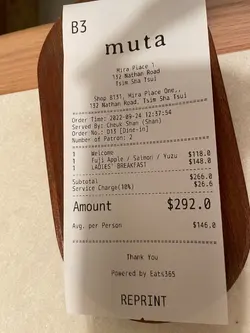 B3
muta
Mira Place 1
132 Nathan Road
Tsim Sha Tsui
Shop B131, Mira Place One,,
132 Nathan Road, Tsim Sha Tsui
Order Time: 2022-09-24 12:37:54
Served By: Cheuk Shan (Shan)
Order No.: D13 [Dine-in]
Number of Patron: 2
1 Welcome
1 Fuji Apple / Salmon / Yuzu $118.0
1 LADIES' BREAKFAST $148.0
Subtotal $266.0
Service Charge(10%) $26.6
Amount $292.0
Avg. per Person $146.0
Thank You
Powered by Eats365
REPRINT